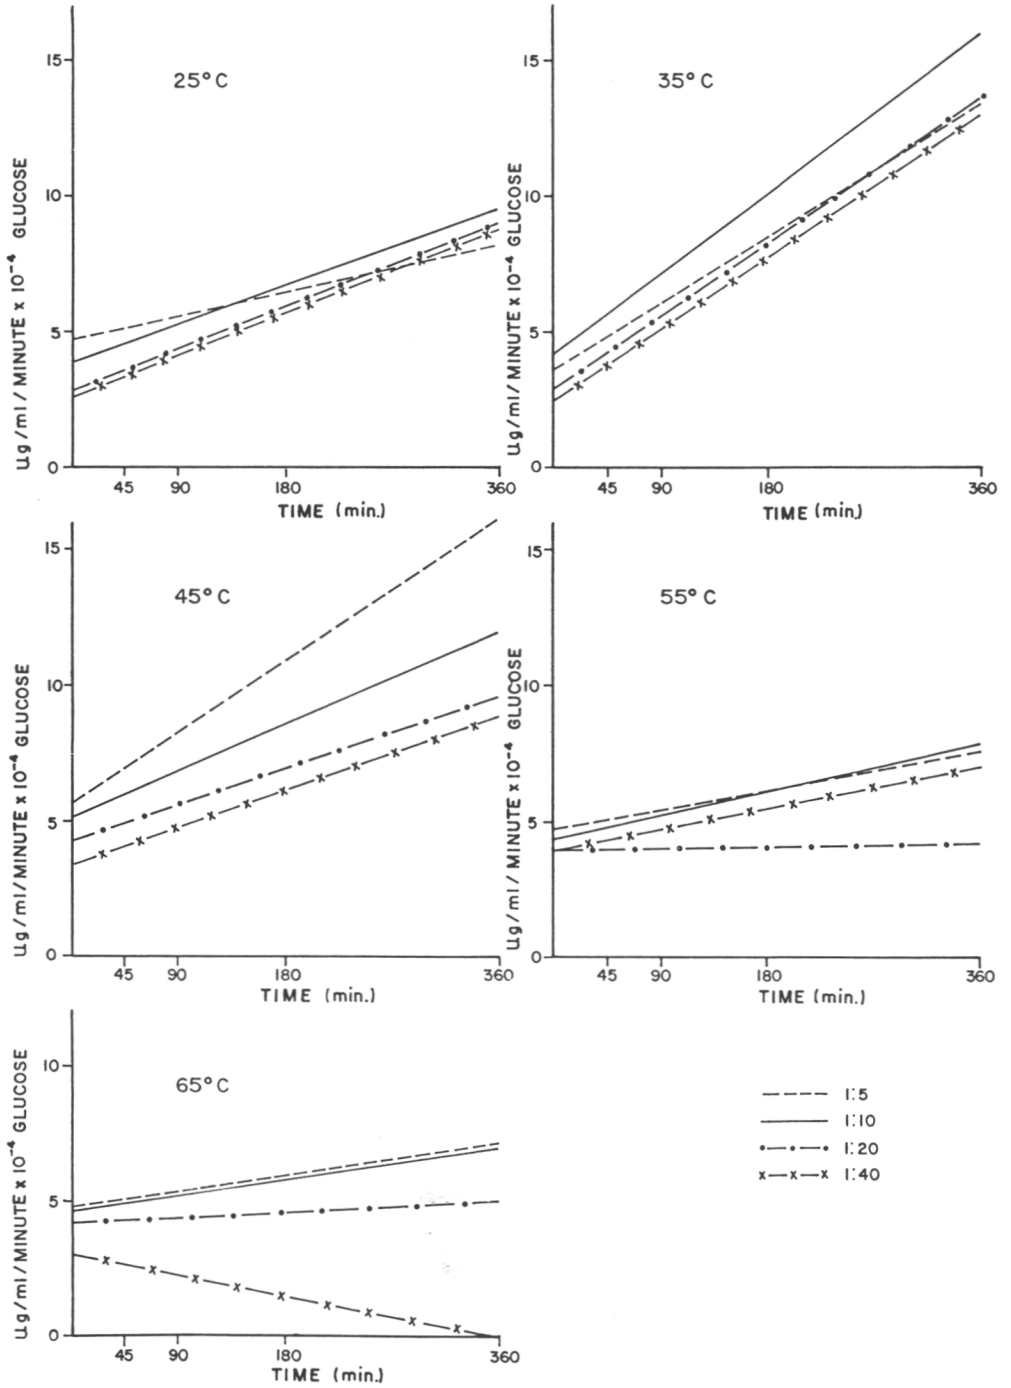 25°C
15
10
5
0
45 90 180 360
TIME (min.)
ug/ml/MINUTE x 10⁻⁴ GLUCOSE
35°C
15
10
5
0
45 90 180 360
TIME (min.)
ug/ml/MINUTE x 10⁻⁴ GLUCOSE
45°C
15
10
5
0
45 90 180 360
TIME (min.)
ug/ml/MINUTE x 10⁻⁴ GLUCOSE
55°C
15
10
5
0
45 90 180 360
TIME (min.)
ug/ml/MINUTE x 10⁻⁴ GLUCOSE
65°C
10
5
0
45 90 180 360
TIME (min.)
ug/ml/MINUTE x 10⁻⁴ GLUCOSE
1:5
1:10
1:20
1:40